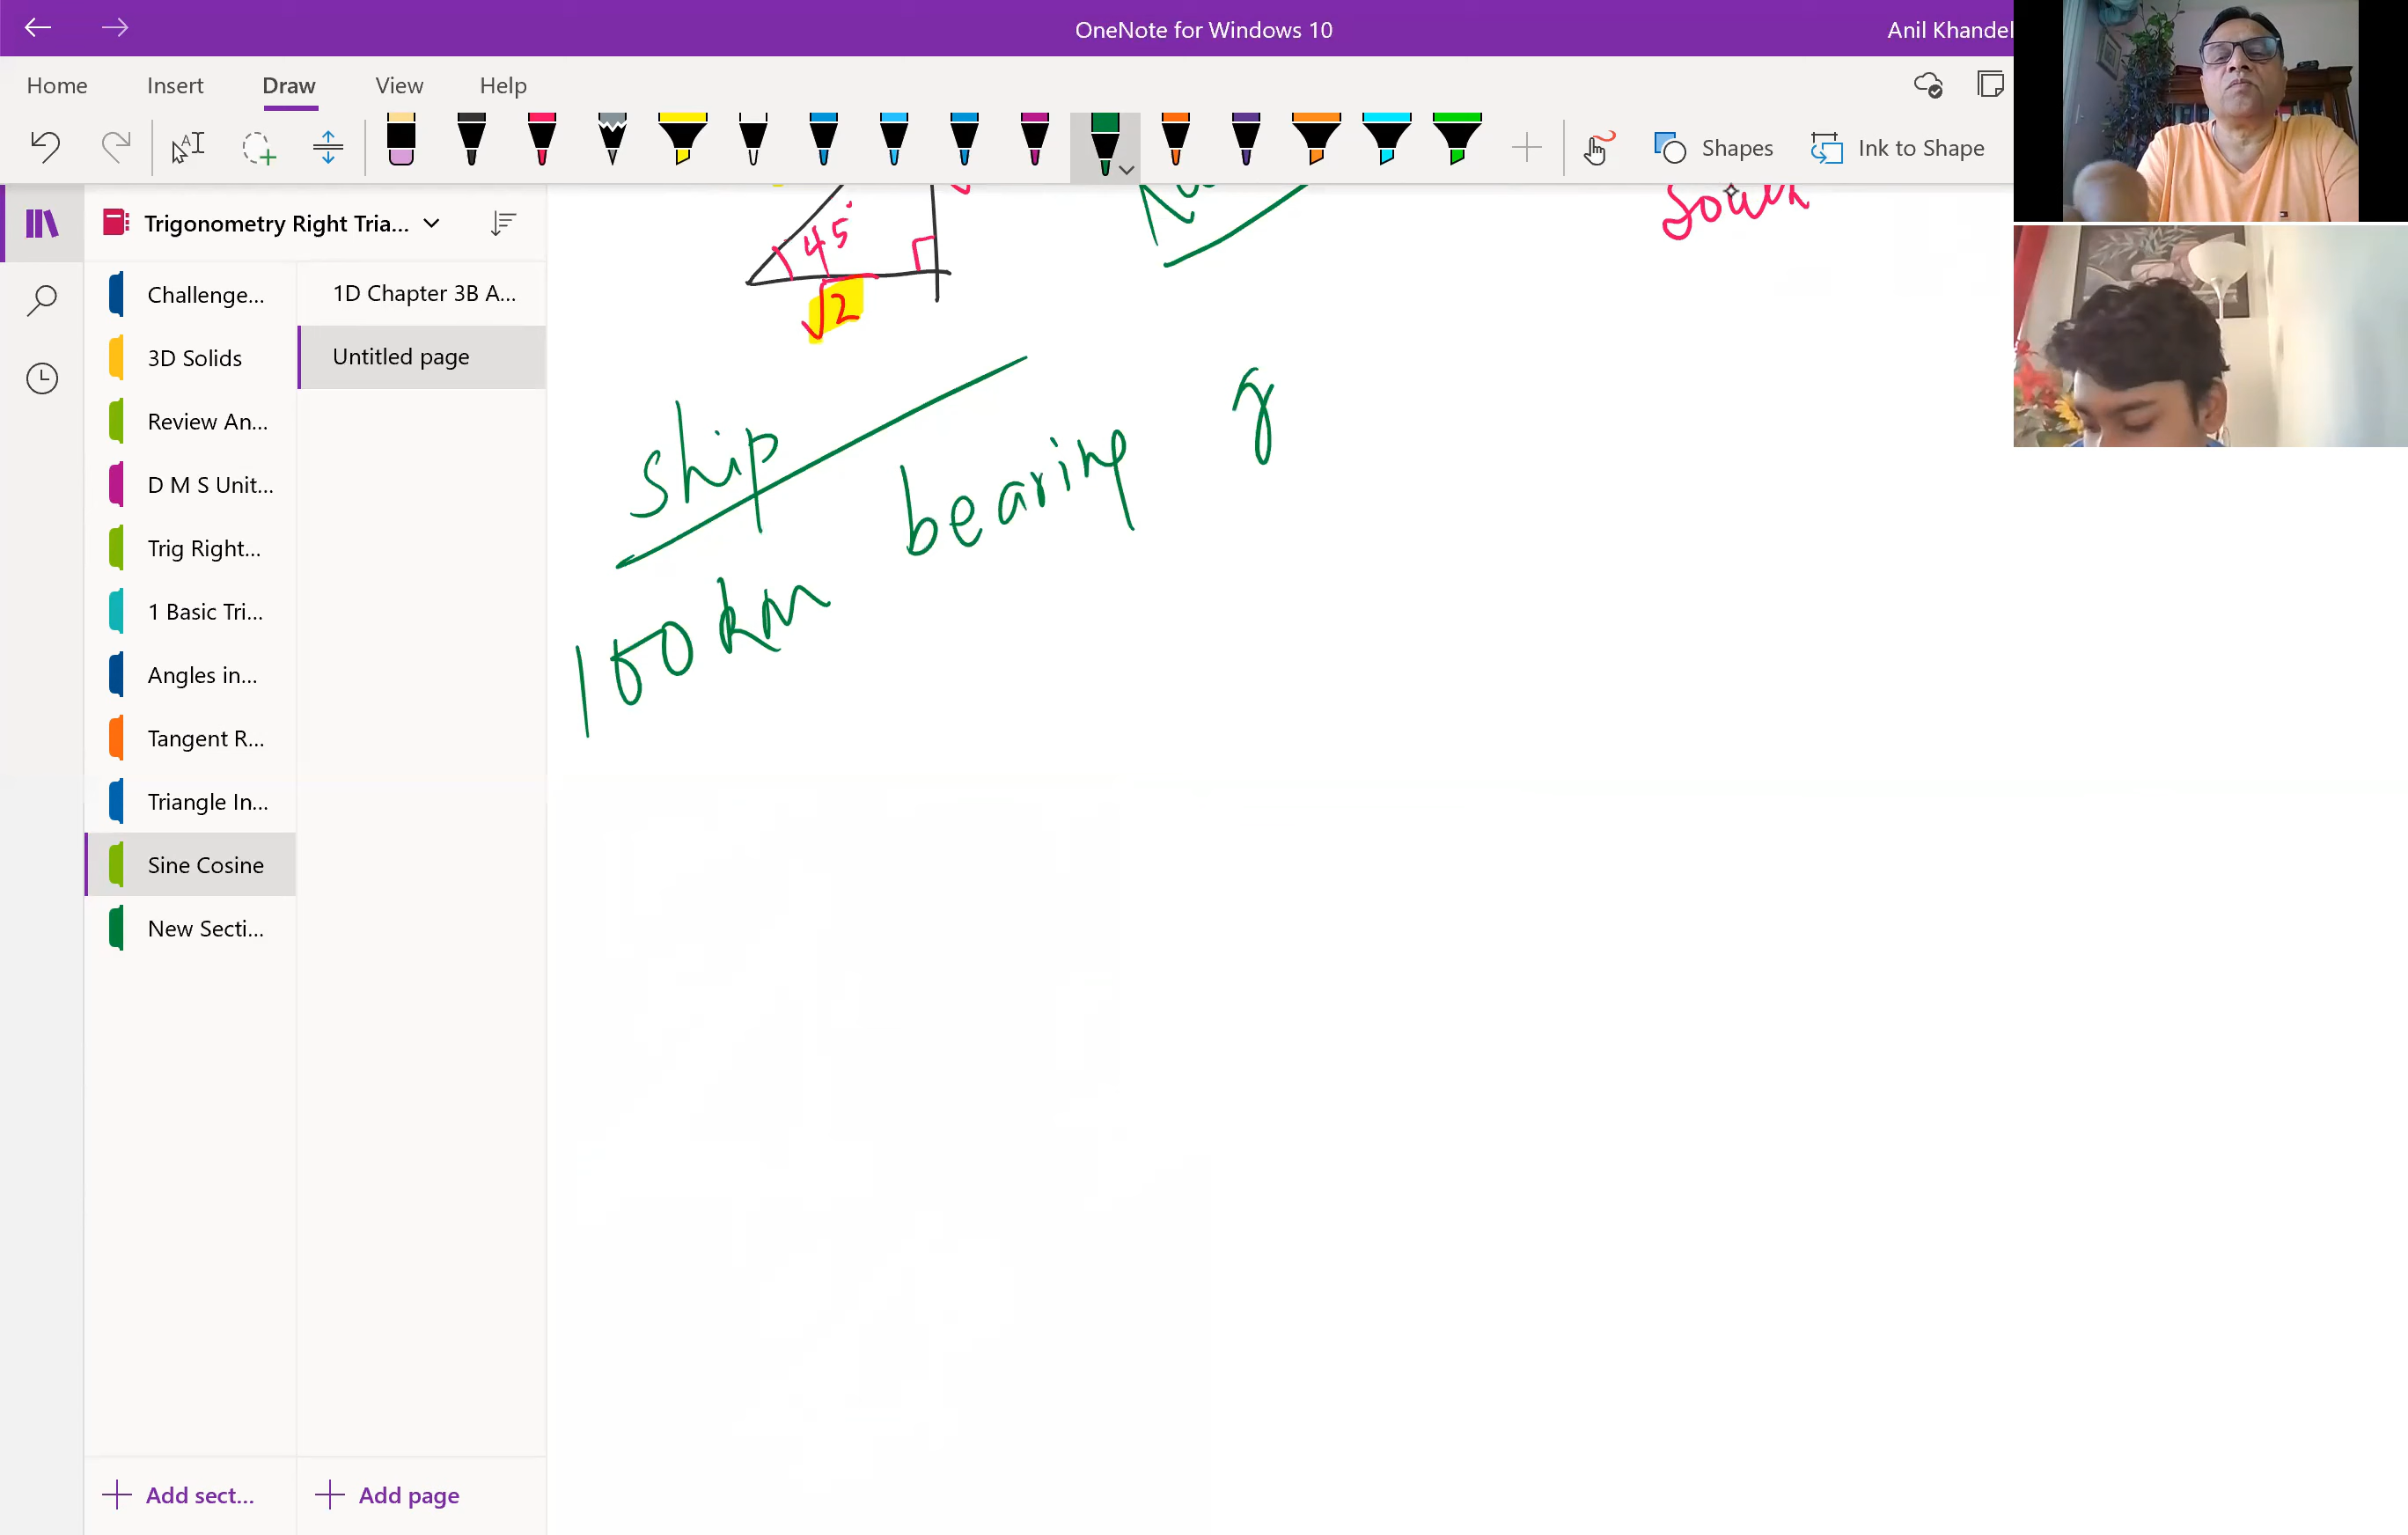 OneNote for Windows 10
Anil Khandel
Home Insert Draw View Help
Shapes Ink to Shape
Trigonometry Right Tria...
Challenge...
3D Solids
Review An...
D M S Unit...
Trig Right...
1 Basic Tri...
Angles in...
Tangent R...
Triangle In...
Sine Cosine
New Secti...
1D Chapter 3B A...
Untitled page
45°
√2
South
ship
bearing
km
Add sect...
Add page